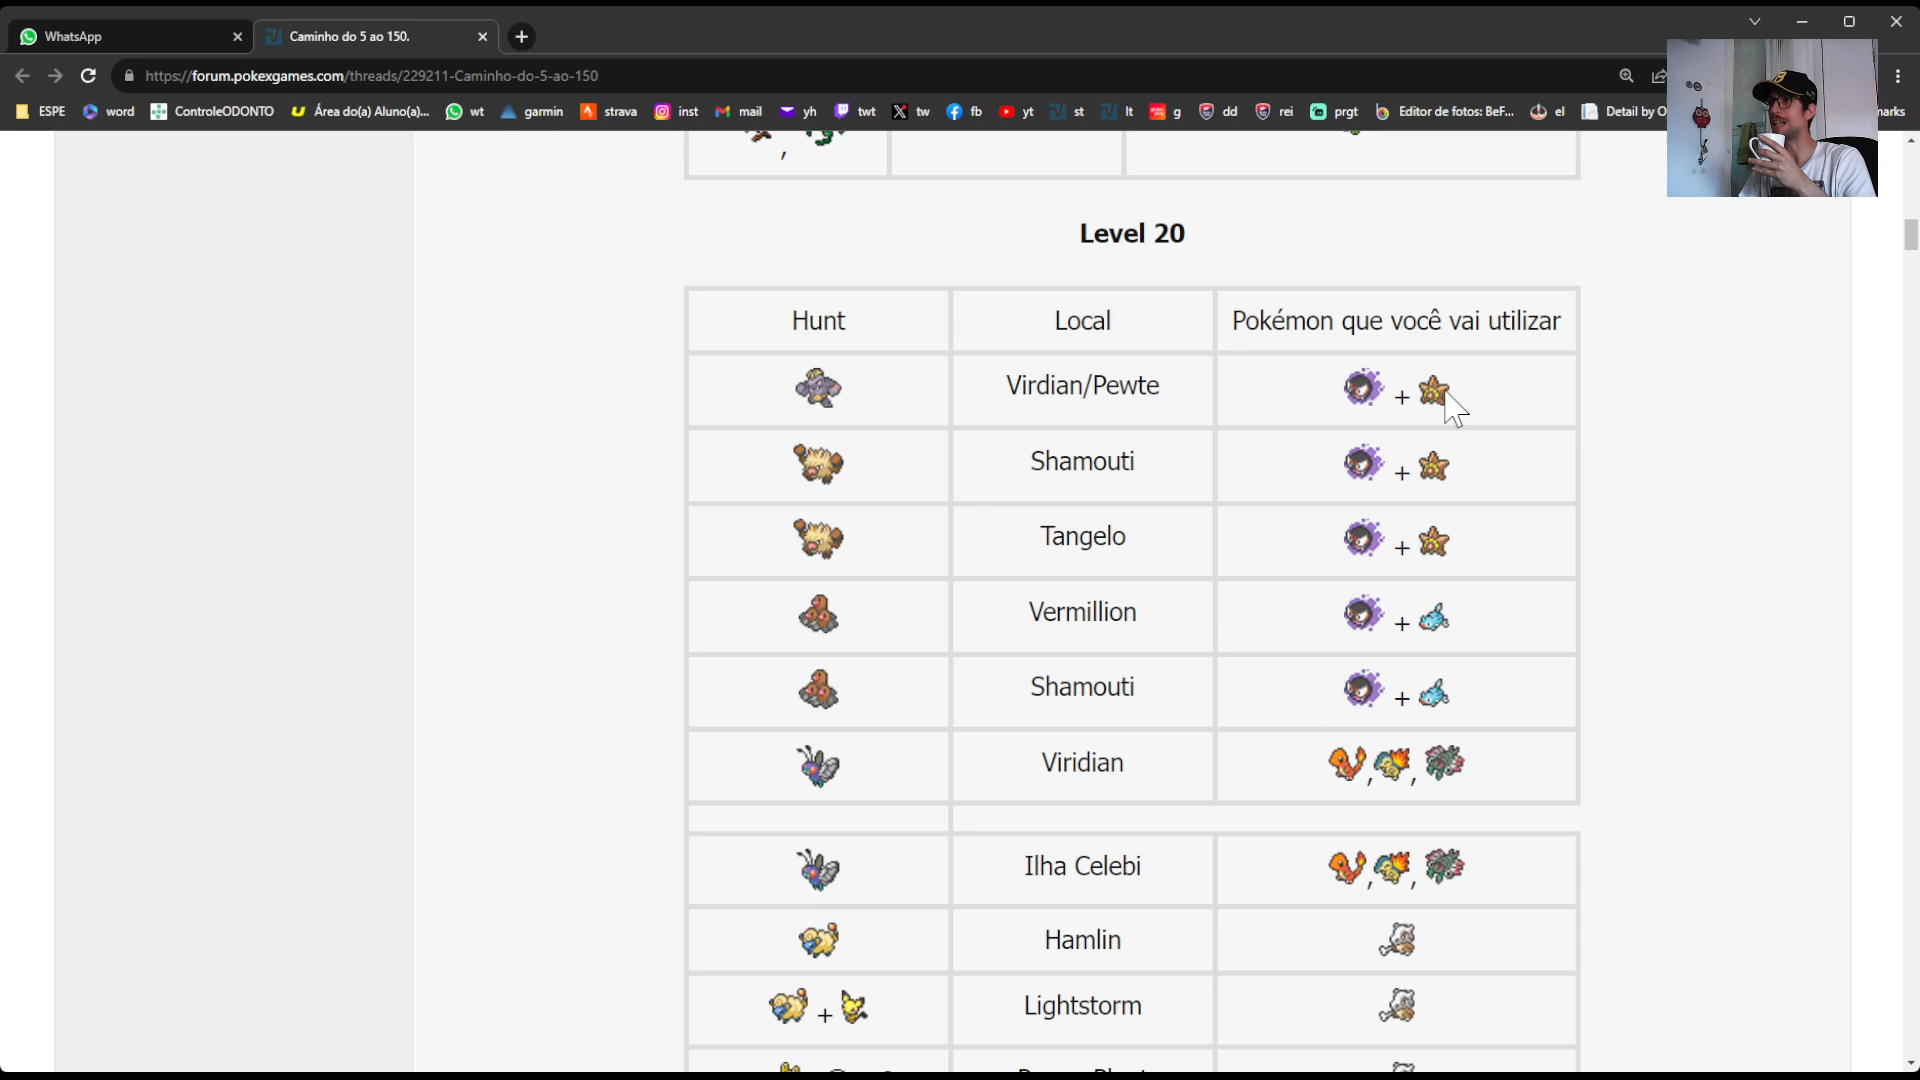 WhatsApp
Caminho do 5 ao 150.
https://forum.pokexgames.com/threads/229211-Caminho-do-5-ao-150
ESPE word ControleODONTO Área do(a) Aluno(a)... wt garmin strava inst mail yh twt tw fb yt st lt g dd rei prgt Editor de fotos: BeF... el Detail by O marks
,
Level 20
Hunt Local Pokémon que você vai utilizar
Virdian/Pewte +
Shamouti +
Tangelo +
Vermillion +
Shamouti +
Viridian , ,
Ilha Celebi , ,
Hamlin
+ Lightstorm